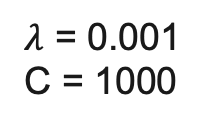 λ = 0.001
C = 1000